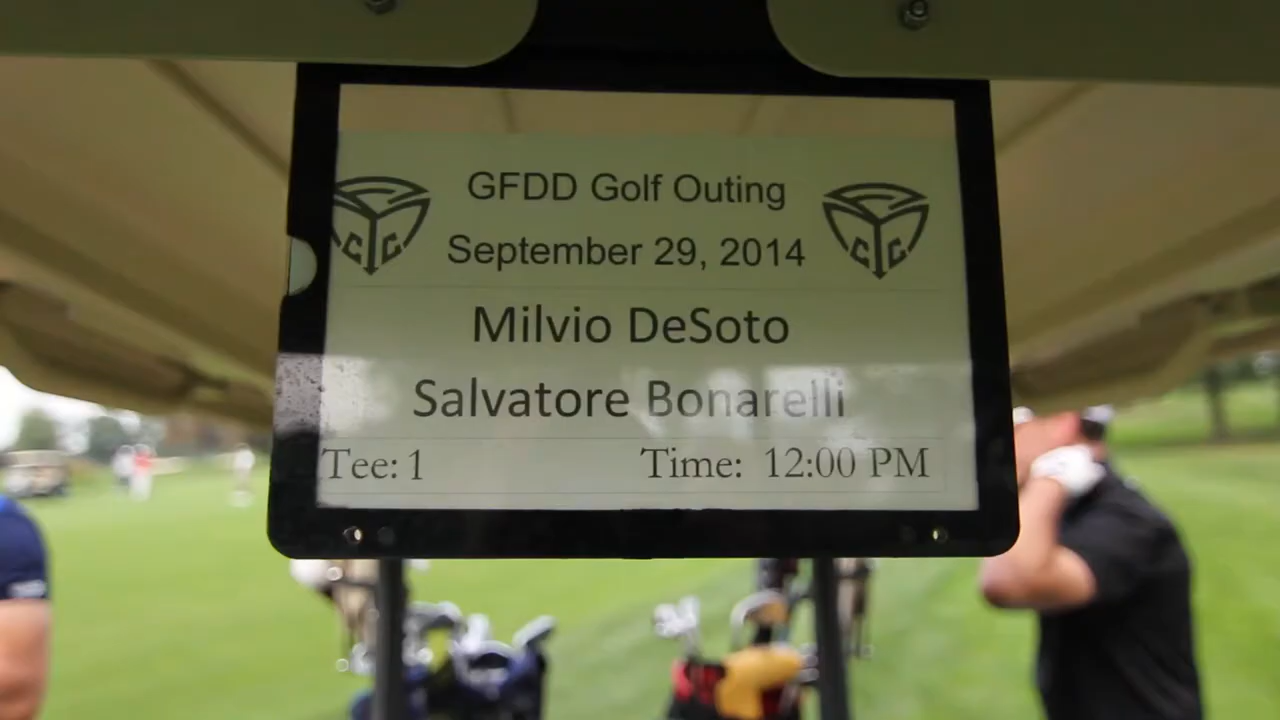 GFDD Golf Outing
September 29, 2014
Milvio DeSoto
Salvatore Bonarelli
Tee: 1 Time: 12:00 PM